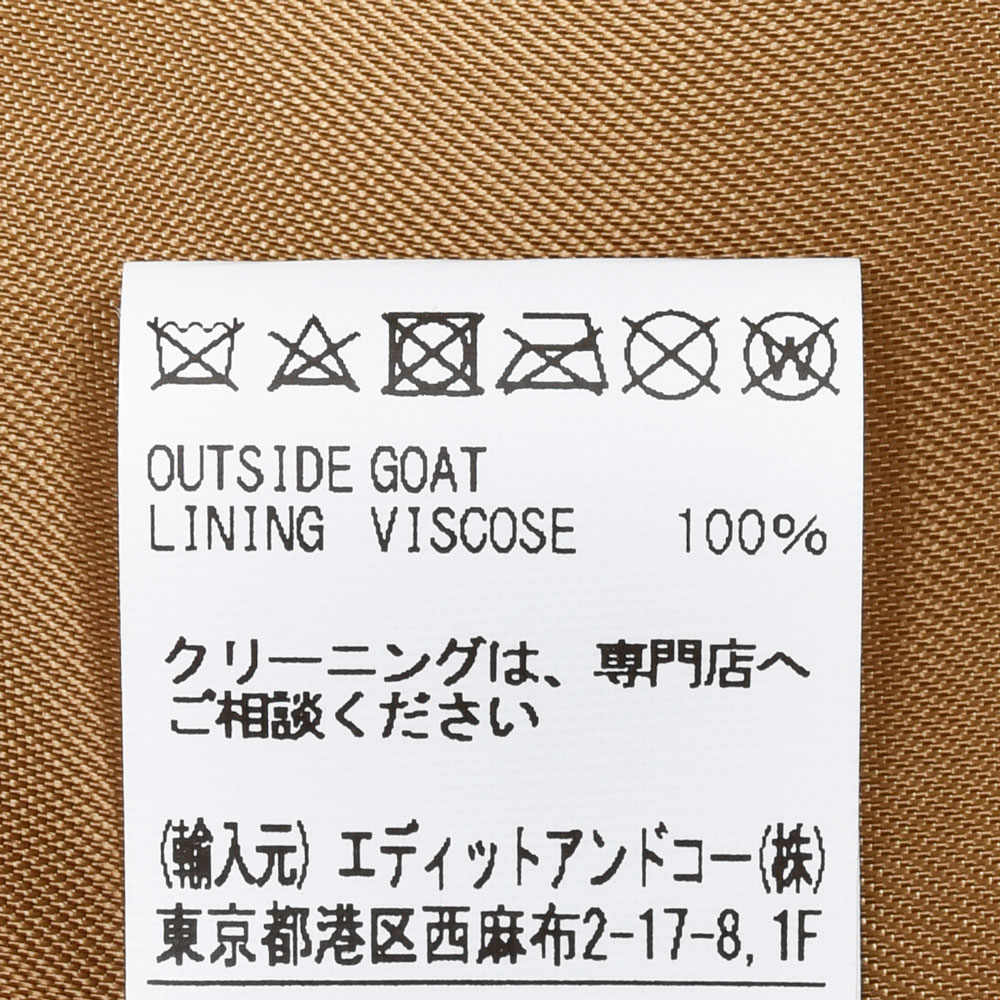 W
OUTSIDE GOAT
LINING VISCOSE 100%
クリーニングは、専門店へ
ご相談ください
(輸入元) エディットアンドコー(株)
東京都港区西麻布2-17-8,1F